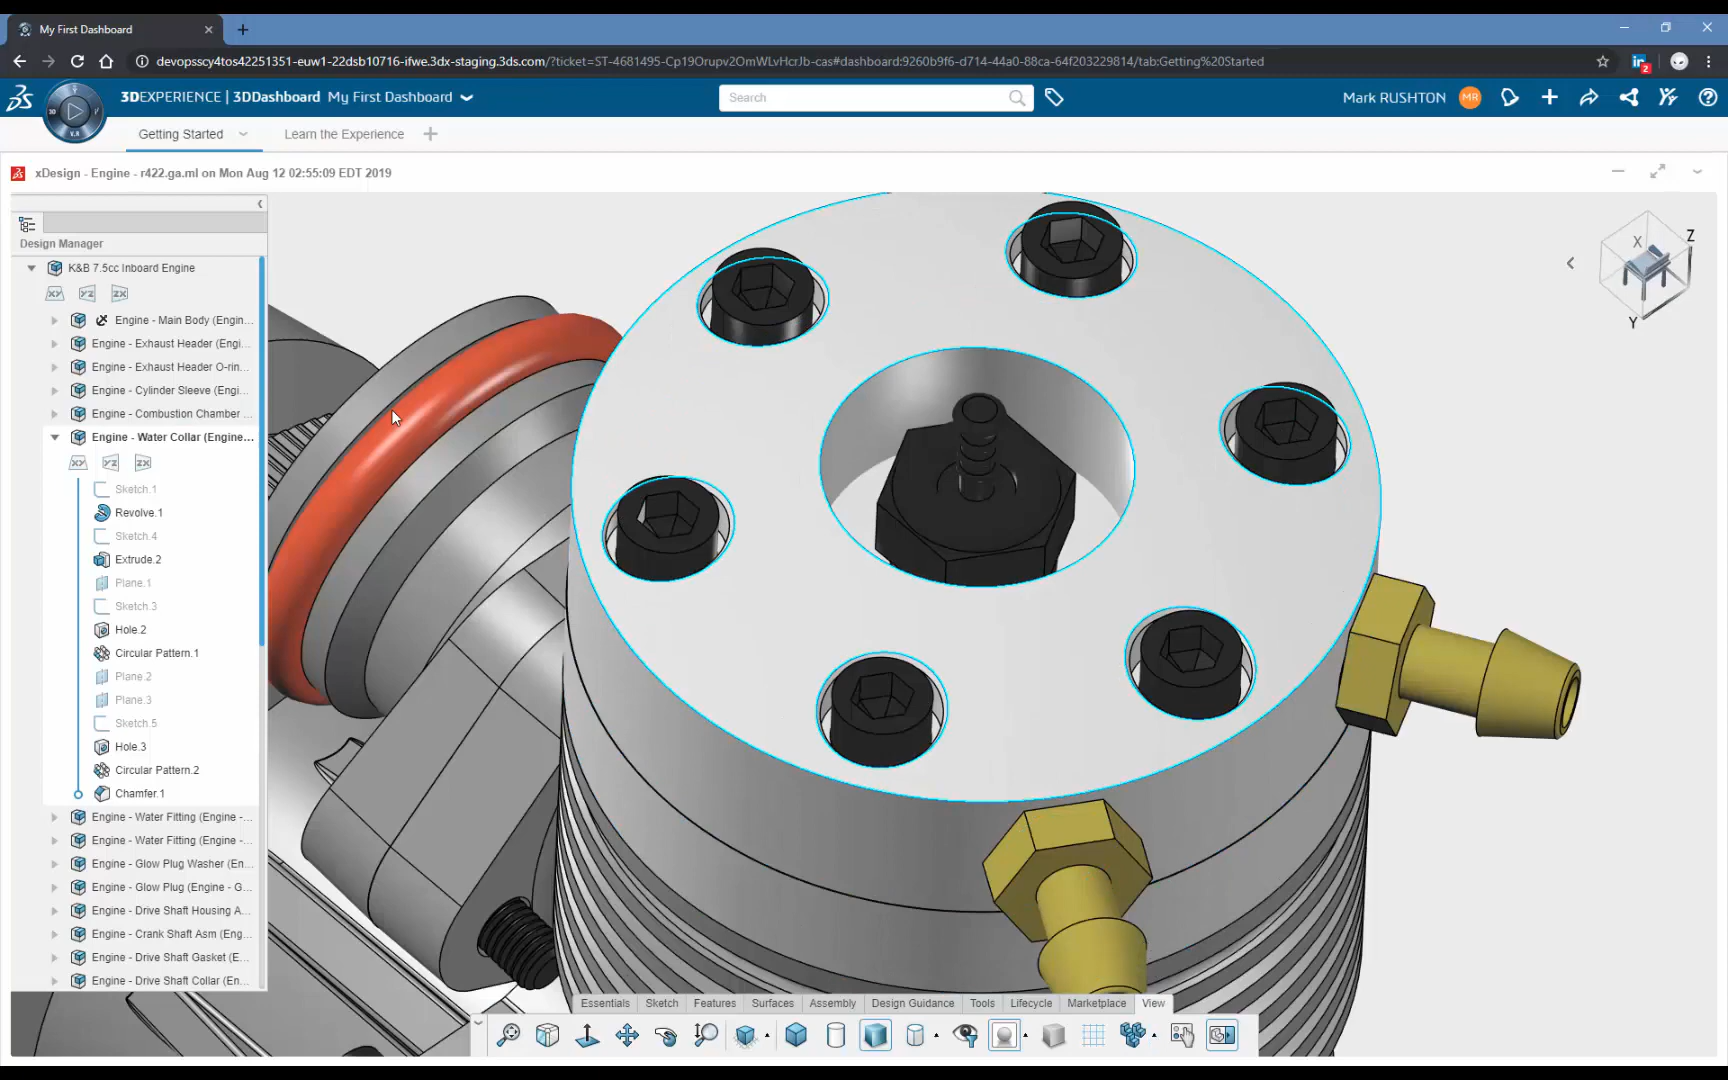 My First Dashboard
devopsscy4tos42251351-euw1-22dsb10716-ifwe.3dx-staging.3ds.com/?ticket=ST-4681495-Cp19Orupv2OmWLvHcrJb-cas#dashboard:9260b9f6-d714-44a0-88ca-64f203229814/tab:Getting%20Started
2
3D
V.R
3DEXPERIENCE | 3DDashboard My First Dashboard
Search
Mark RUSHTON
MR
Getting Started
Learn the Experience
xDesign - Engine - r422.ga.ml on Mon Aug 12 02:55:09 EDT 2019
Design Manager
K&B 7.5cc Inboard Engine
XY YZ ZX
Engine - Main Body (Engin...
Engine - Exhaust Header (Engi...
Engine - Exhaust Header O-rin...
Engine - Cylinder Sleeve (Engi...
Engine - Combustion Chamber ...
Engine - Water Collar (Engine...
XY YZ ZX
Sketch.1
Revolve.1
Sketch.4
Extrude.2
Plane.1
Sketch.3
Hole.2
Circular Pattern.1
Plane.2
Plane.3
Sketch.5
Hole.3
Circular Pattern.2
Chamfer.1
Engine - Water Fitting (Engine -...
Engine - Water Fitting (Engine -...
Engine - Glow Plug Washer (En...
Engine - Glow Plug (Engine - G...
Engine - Drive Shaft Housing A...
Engine - Crank Shaft Asm (Eng...
Engine - Drive Shaft Gasket (E...
Engine - Drive Shaft Collar (En...
X
Z
Y
Essentials Sketch Features Surfaces Assembly Design Guidance Tools Lifecycle Marketplace View